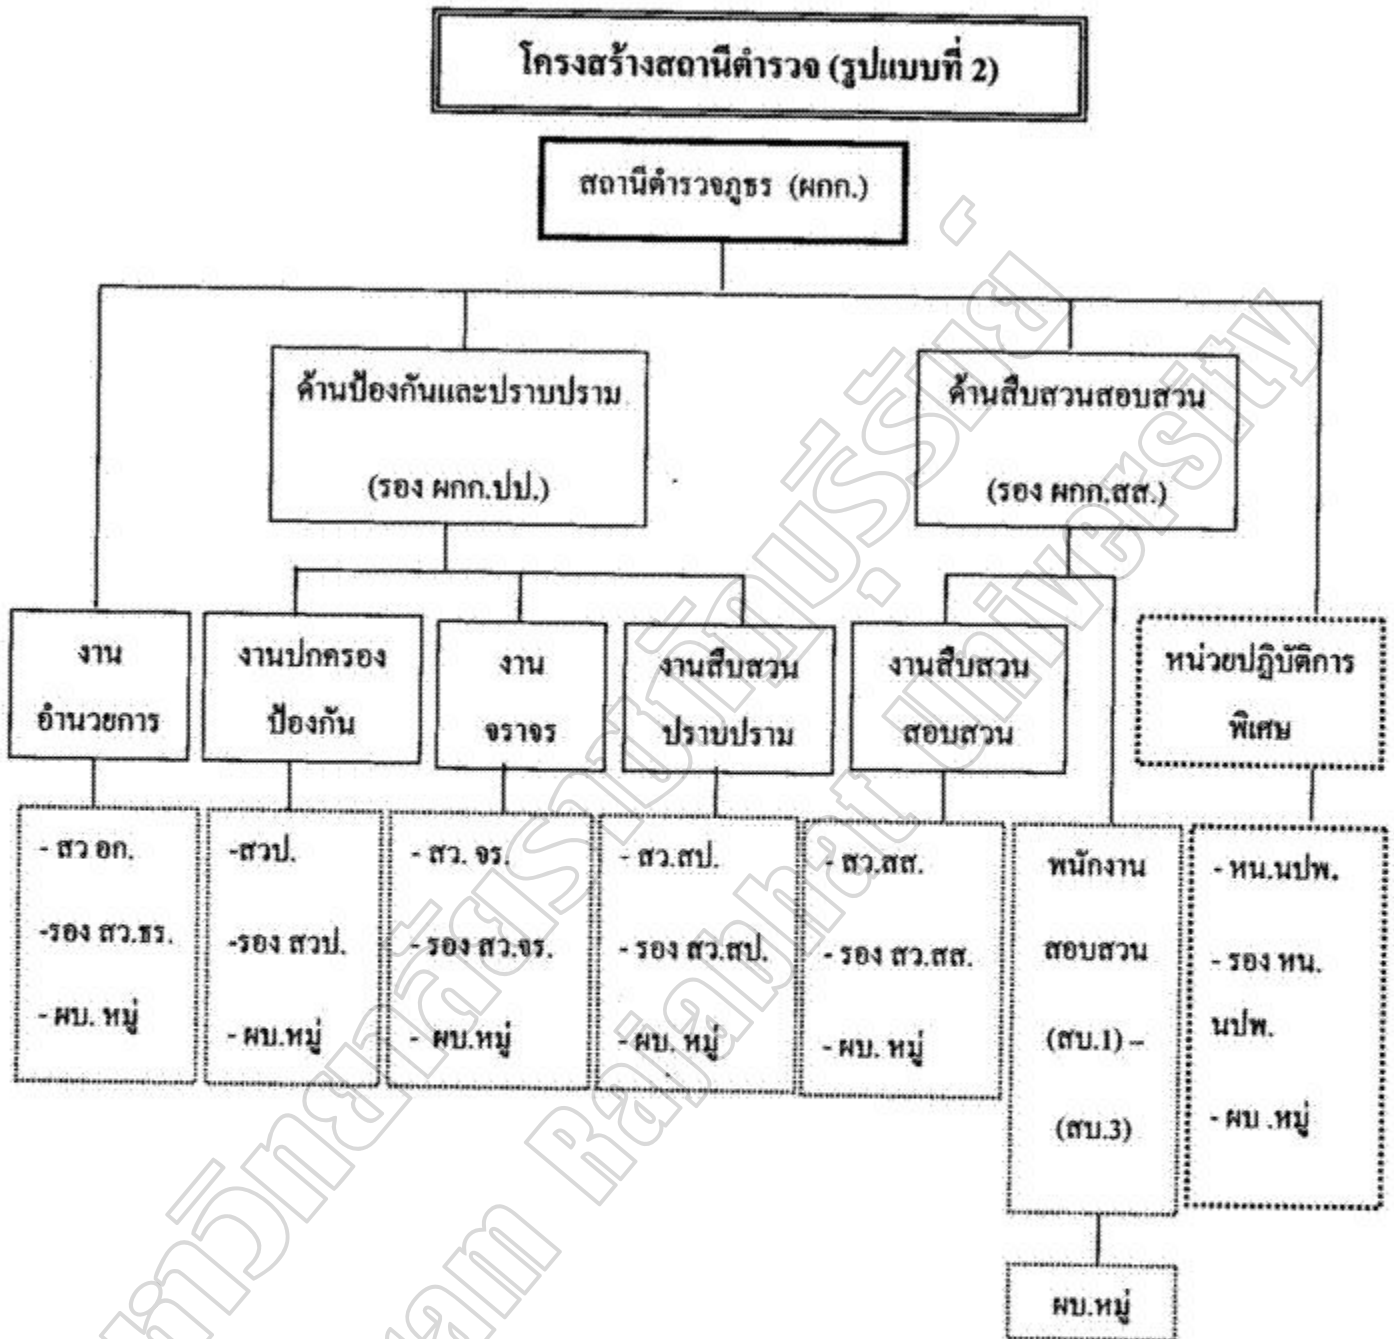 โครงสร้างสถานีตำรวจ (รูปแบบที่ 2)
สถานีตำรวจภูธร (ผกก.)
ด้านป้องกันและปราบปราม
(รอง ผกก.ปป.)
ด้านสืบสวนสอบสวน
(รอง ผกก.สส.)
งาน
อำนวยการ
งานปกครอง
ป้องกัน
งาน
จราจร
งานสืบสวน
ปราบปราม
งานสืบสวน
สอบสวน
หน่วยปฏิบัติการ
พิเศษ
- สว อก.
-รอง สว.ธร.
- ผบ. หมู่
-สวป.
-รอง สวป.
- ผบ.หมู่
- สว. จร.
- รอง สว.จร.
- ผบ.หมู่
- สว.สป.
- รอง สว.สป.
- ผบ. หมู่
- สว.สส.
- รอง สว.สส.
- ผบ. หมู่
พนักงาน
สอบสวน
(สบ.1) –
(สบ.3)
ผบ.หมู่
- หน.นปพ.
- รอง หน.
นปพ.
- ผบ .หมู่
Rajabhat University